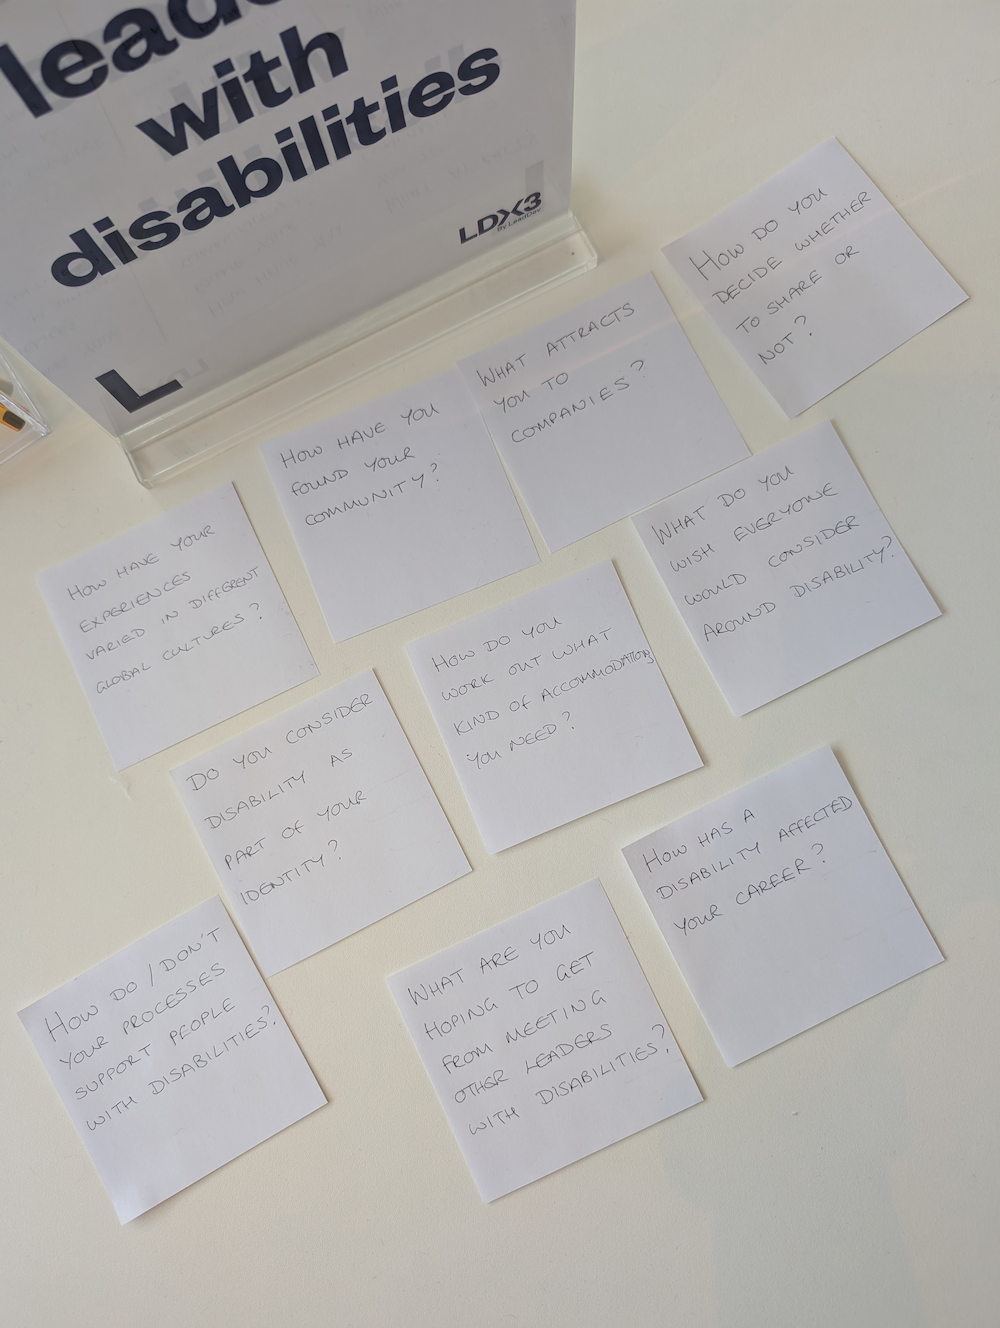 leade
with
disabilities
LDX3
By LeadDev.
HOW DO YOU
DECIDE WHETHER
TO SHARE OR
NOT?
WHAT ATTRACTS
YOU TO
COMPANIES?
HOW HAVE YOU
FOUND YOUR
COMMUNITY?
HOW HAVE YOUR
EXPERIENCES
VARIED IN DIFFERENT
GLOBAL CULTURES?
WHAT DO YOU
WISH EVERYONE
WOULD CONSIDER
AROUND DISABILITY?
HOW DO YOU
WORK OUT WHAT
KIND OF ACCOMMODATIONS
YOU NEED?
DO YOU CONSIDER
DISABILITY AS
PART OF YOUR
IDENTITY?
HOW HAS A
DISABILITY AFFECTED
YOUR CAREER?
WHAT ARE YOU
HOPING TO GET
FROM MEETING
OTHER LEADERS
WITH DISABILITIES?
HOW DO / DON'T
YOUR PROCESSES
SUPPORT PEOPLE
WITH DISABILITIES?